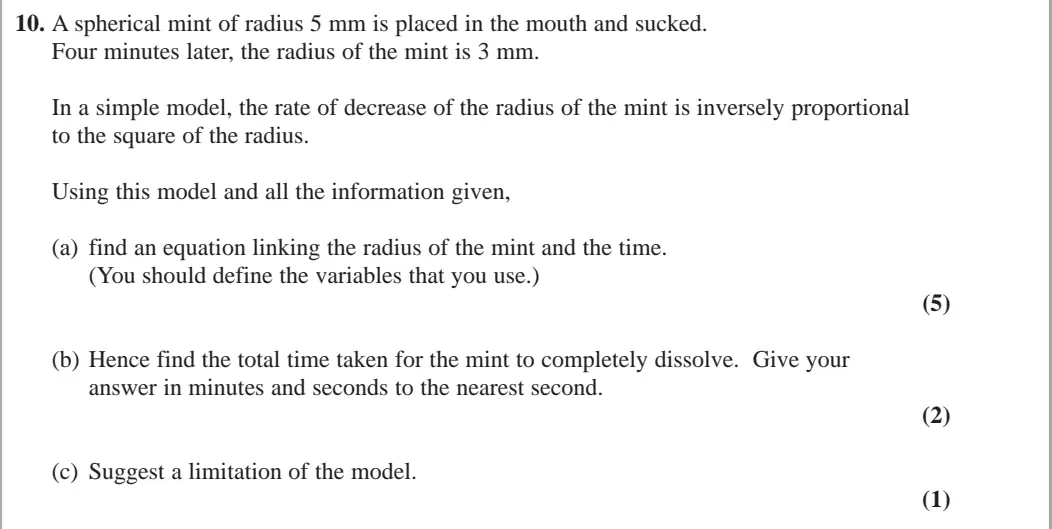 10. A spherical mint of radius 5 mm is placed in the mouth and sucked.
Four minutes later, the radius of the mint is 3 mm.
In a simple model, the rate of decrease of the radius of the mint is inversely proportional
to the square of the radius.
Using this model and all the information given,
(a) find an equation linking the radius of the mint and the time.
(You should define the variables that you use.)
(5)
(b) Hence find the total time taken for the mint to completely dissolve. Give your
answer in minutes and seconds to the nearest second.
(2)
(c) Suggest a limitation of the model.
(1)